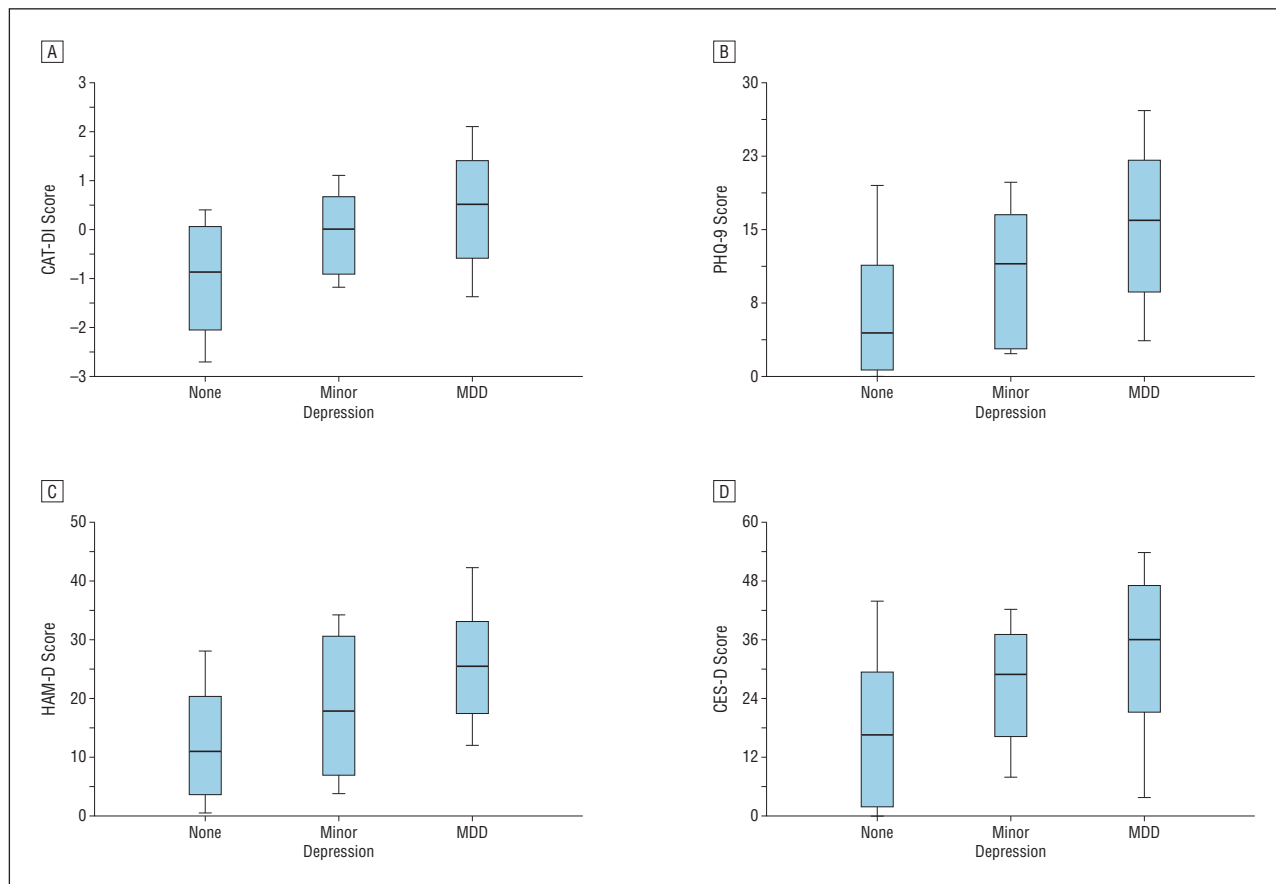 A
3
2
1
0
–1
–2
–3
CAT-DI Score
None
Minor
MDD
Depression
B
30
23
15
8
0
PHQ-9 Score
None
Minor
MDD
Depression
C
50
40
30
20
10
0
HAM-D Score
None
Minor
MDD
Depression
D
60
48
36
24
12
0
CES-D Score
None
Minor
MDD
Depression